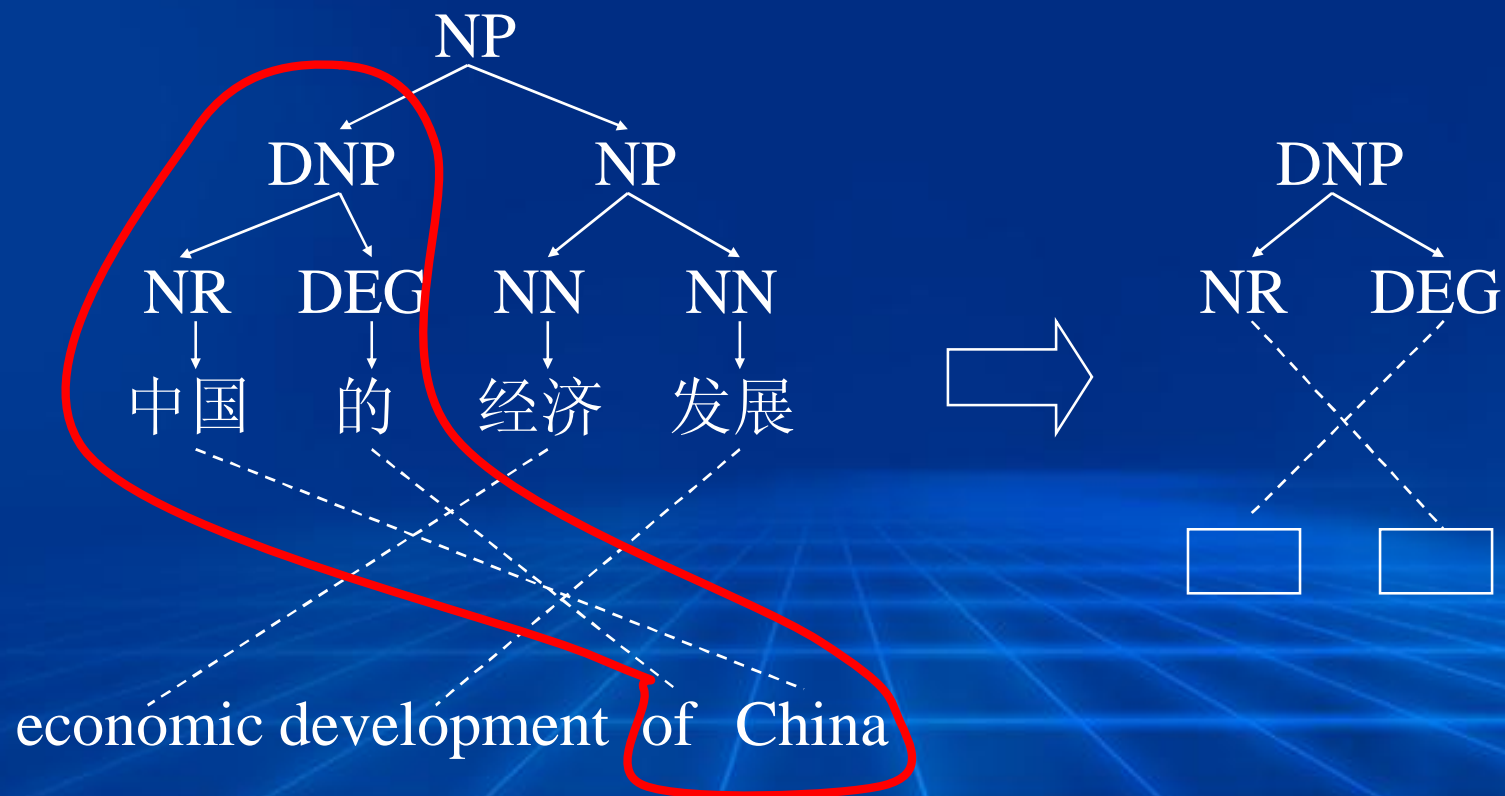 NP
DNP NP DNP
NR DEG NN NN NR DEG
中国 的 经济 发展
economic development of China